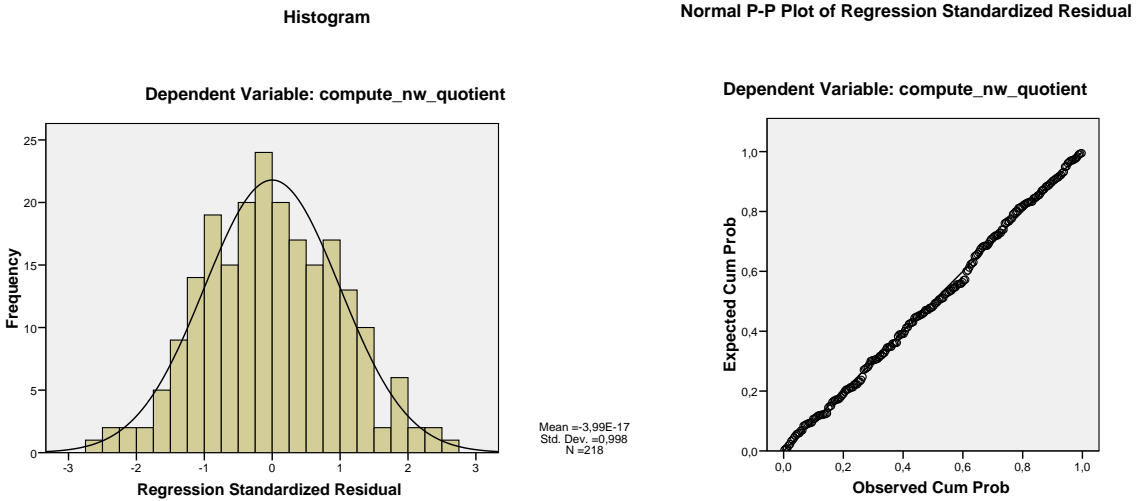 Histogram
Dependent Variable: compute_nw_quotient
Frequency
25
20
15
10
5
0
-3 -2 -1 0 1 2 3
Regression Standardized Residual
Mean =-3,99E-17
Std. Dev. =0,998
N =218
Normal P-P Plot of Regression Standardized Residual
Dependent Variable: compute_nw_quotient
Expected Cum Prob
1,0
0,8
0,6
0,4
0,2
0,0
0,0 0,2 0,4 0,6 0,8 1,0
Observed Cum Prob